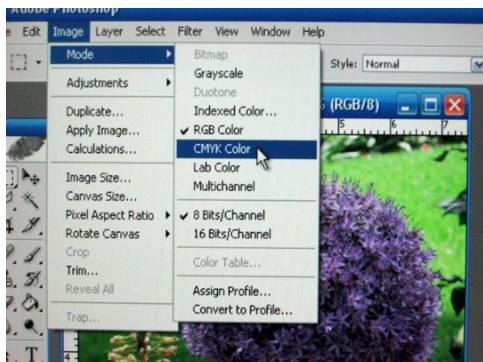 Adobe Photoshop
Edit Image Layer Select Filter View Window Help
Mode
Adjustments
Duplicate...
Apply Image...
Calculations...
Image Size...
Canvas Size...
Pixel Aspect Ratio
Rotate Canvas
Crop
Trim...
Reveal All
Trap...
Bitmap
Grayscale
Duotone
Indexed Color...
RGB Color
CMYK Color
Lab Color
Multichannel
8 Bits/Channel
16 Bits/Channel
Color Table...
Assign Profile...
Convert to Profile...
Style: Normal
% (RGB/8)
5 6 7
T
4